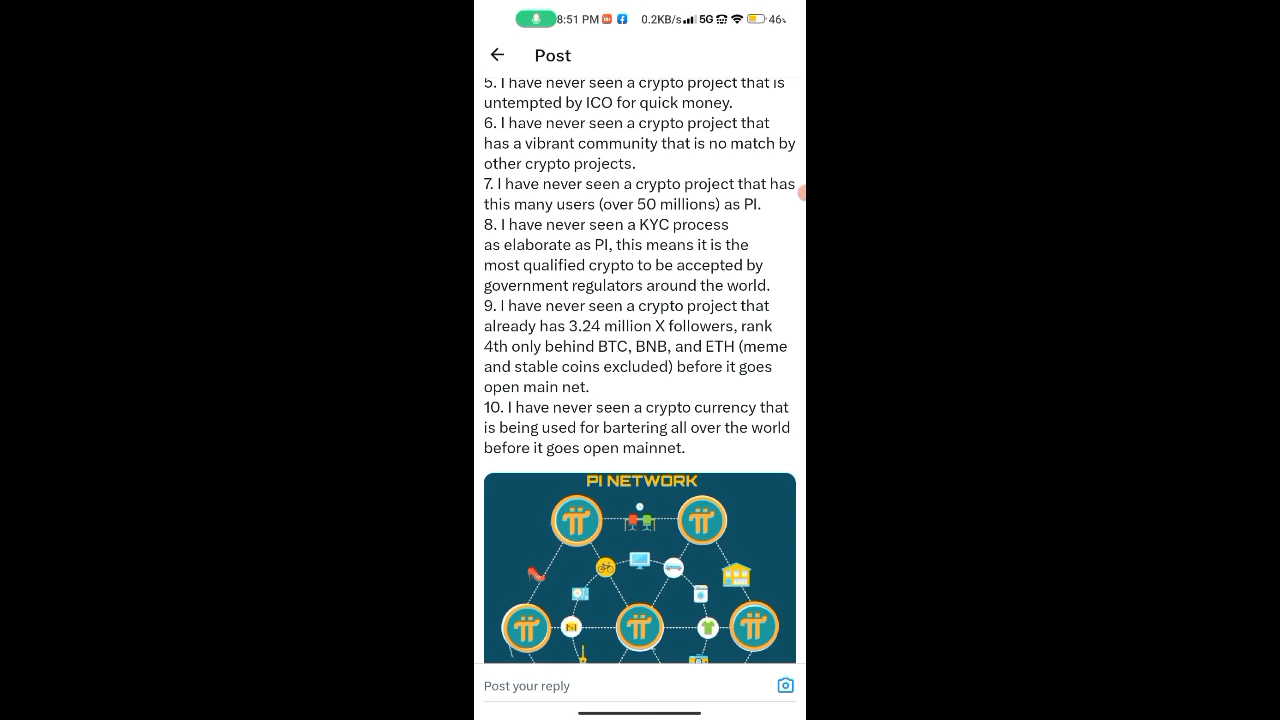 8:51 PM 0.2KB/s 5G 46%
Post
5. I have never seen a crypto project that is
untempted by ICO for quick money.
6. I have never seen a crypto project that
has a vibrant community that is no match by
other crypto projects.
7. I have never seen a crypto project that has
this many users (over 50 millions) as PI.
8. I have never seen a KYC process
as elaborate as PI, this means it is the
most qualified crypto to be accepted by
government regulators around the world.
9. I have never seen a crypto project that
already has 3.24 million X followers, rank
4th only behind BTC, BNB, and ETH (meme
and stable coins excluded) before it goes
open main net.
10. I have never seen a crypto currency that
is being used for bartering all over the world
before it goes open mainnet.
PI NETWORK
Post your reply